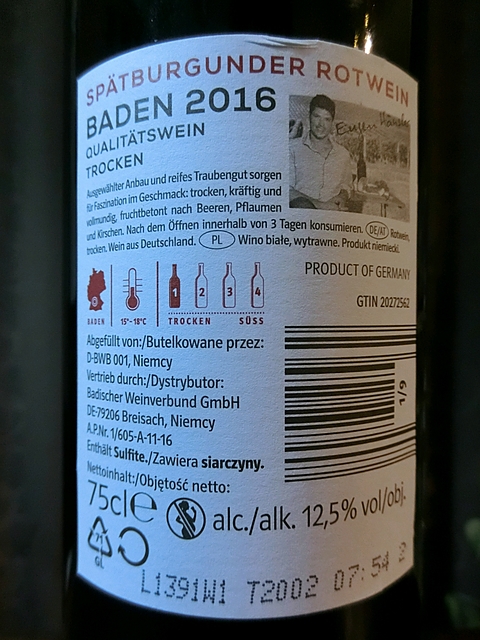 SPÄTBURGUNDER ROTWEIN
BADEN 2016
QUALITÄTSWEIN
TROCKEN
Ausgewählter Anbau und reifes Traubengut sorgen
für Faszination im Geschmack: trocken, kräftig und
vollmundig, fruchtbetont nach Beeren, Pflaumen
und Kirschen. Nach dem Öffnen innerhalb von 3 Tagen konsumieren. DE/AT Rotwein,
trocken. Wein aus Deutschland. PL Wino białe, wytrawne. Produkt niemiecki.
PRODUCT OF GERMANY
GTIN 20272562
1 2 3 4
BADEN 15°-18°C TROCKEN SÜSS
Abgefüllt von:/Butelkowane przez:
D-BWB 001, Niemcy
Vertrieb durch:/Dystrybutor:
Badischer Weinverbund GmbH
DE-79206 Breisach, Niemcy
A.P.Nr. 1/605-A-11-16
Enthält Sulfite./Zawiera siarczyny.
Nettoinhalt:/Objętość netto:
75cl e alc./alk. 12,5% vol/obj.
1/9
71
GL
L1391W1 T2002 07:54 2